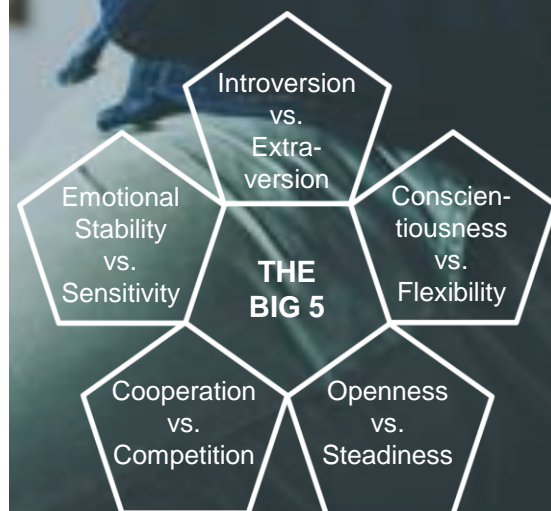 Introversion
vs.
Extra-
version
Emotional
Stability
vs.
Sensitivity
Conscien-
tiousness
vs.
Flexibility
THE
BIG 5
Cooperation
vs.
Competition
Openness
vs.
Steadiness